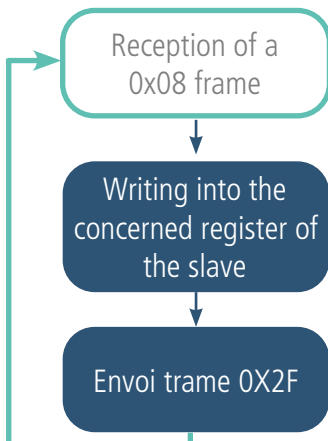 Reception of a
0x08 frame
Writing into the
concerned register of
the slave
Envoi trame 0X2F